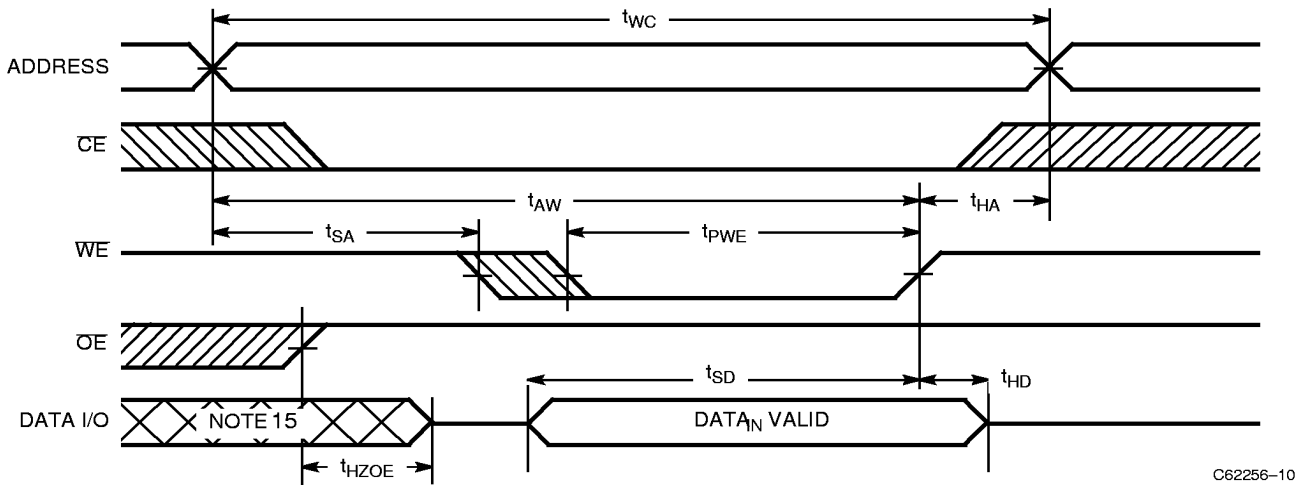 tWC
ADDRESS
CE
tAW
tHA
tSA
tPWE
WE
OE
tSD
tHD
DATA I/O
NOTE 15
DATAIN VALID
tHZOE
C62256–10